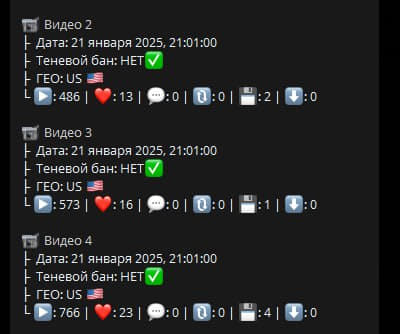 🎥 Видео 2
├ Дата: 21 января 2025, 21:01:00
├ Теневой бан: НЕТ✅
├ ГЕО: US 🇺🇸
└ ▶️: 486 | ❤️: 13 | 💬: 0 | 🔃: 0 | 💾: 2 | ⬇️: 0
🎥 Видео 3
├ Дата: 21 января 2025, 21:01:00
├ Теневой бан: НЕТ✅
├ ГЕО: US 🇺🇸
└ ▶️: 573 | ❤️: 16 | 💬: 0 | 🔃: 0 | 💾: 1 | ⬇️: 0
🎥 Видео 4
├ Дата: 21 января 2025, 21:01:00
├ Теневой бан: НЕТ✅
├ ГЕО: US 🇺🇸
└ ▶️: 766 | ❤️: 23 | 💬: 0 | 🔃: 0 | 💾: 4 | ⬇️: 0